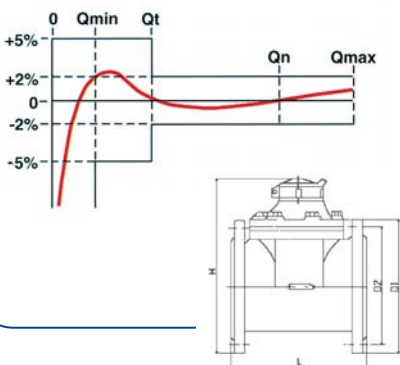 0 Qmin Qt
+5%
+2% Qn Qmax
0
-2%
-5%
H
D2
D1
L